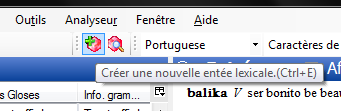 Outils Analyseur Fenêtre Aide
Portuguese Caractères de
Af
Créer une nouvelle entée lexicale.(Ctrl+E)
s Gloses Info. gram...
balika V ser bonito be beau